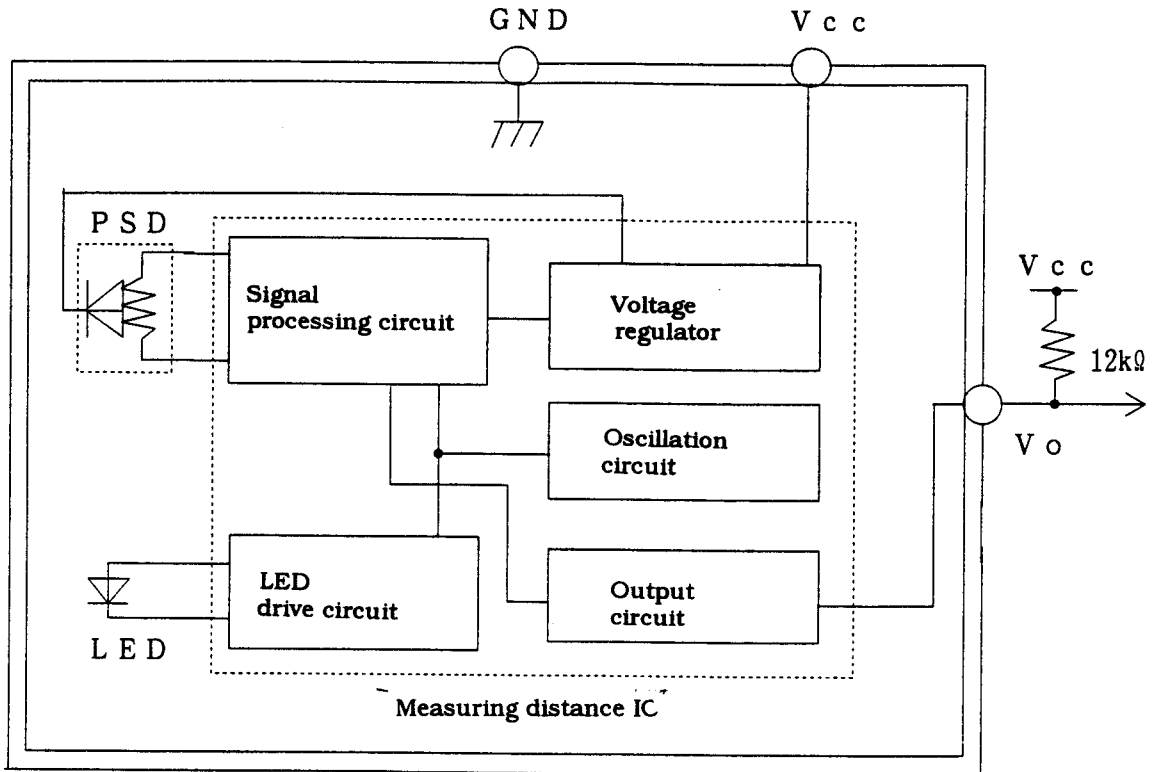 GND
Vcc
PSD
Signal
processing circuit
Voltage
regulator
Vcc
12kΩ
Oscillation
circuit
Vo
LED
drive circuit
Output
circuit
LED
Measuring distance IC